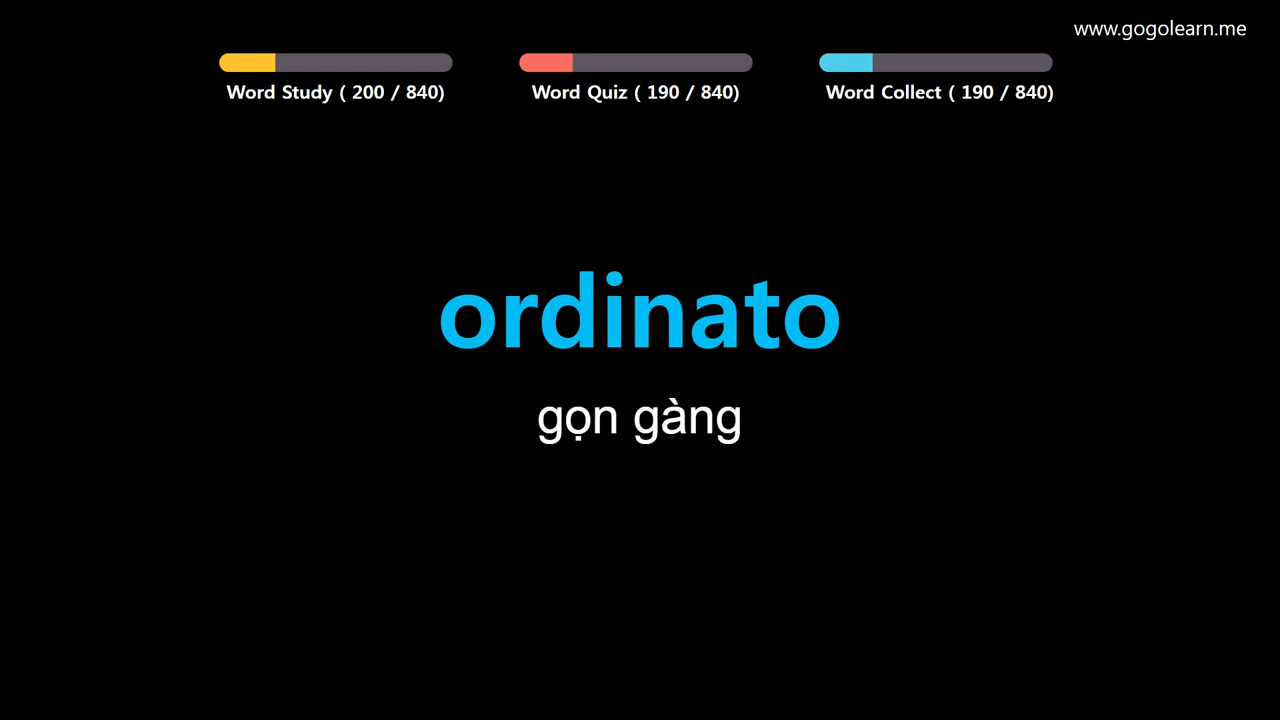 www.gogolearn.me
Word Study ( 200 / 840)
Word Quiz ( 190 / 840)
Word Collect ( 190 / 840)
ordinato
gọn gàng